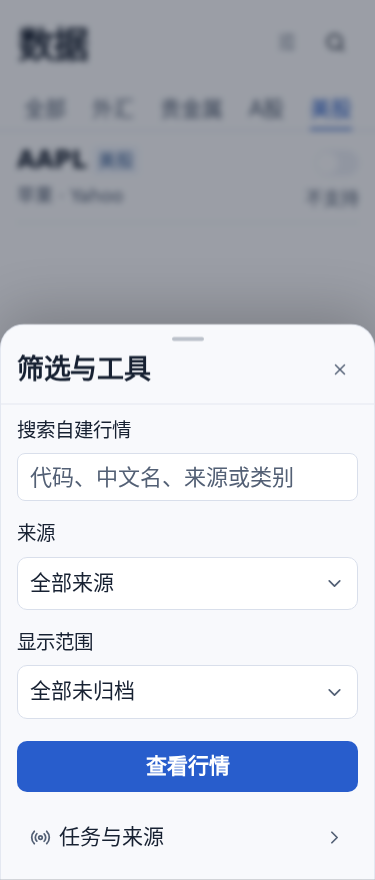 数据
全部 外汇 贵金属 A股 美股
AAPL 美股
苹果 · Yahoo
不支持
筛选与工具
搜索自建行情
代码、中文名、来源或类别
来源
全部来源
显示范围
全部未归档
查看行情
任务与来源